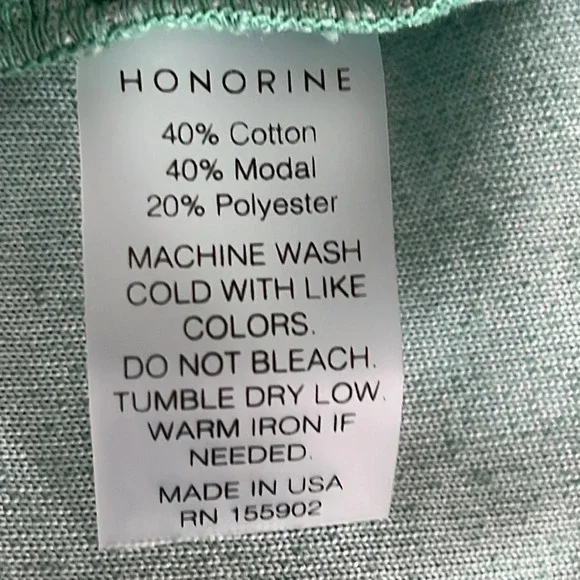 HONORINE
40% Cotton
40% Modal
20% Polyester
MACHINE WASH
COLD WITH LIKE
COLORS.
DO NOT BLEACH.
TUMBLE DRY LOW.
WARM IRON IF
NEEDED.
MADE IN USA
RN 155902